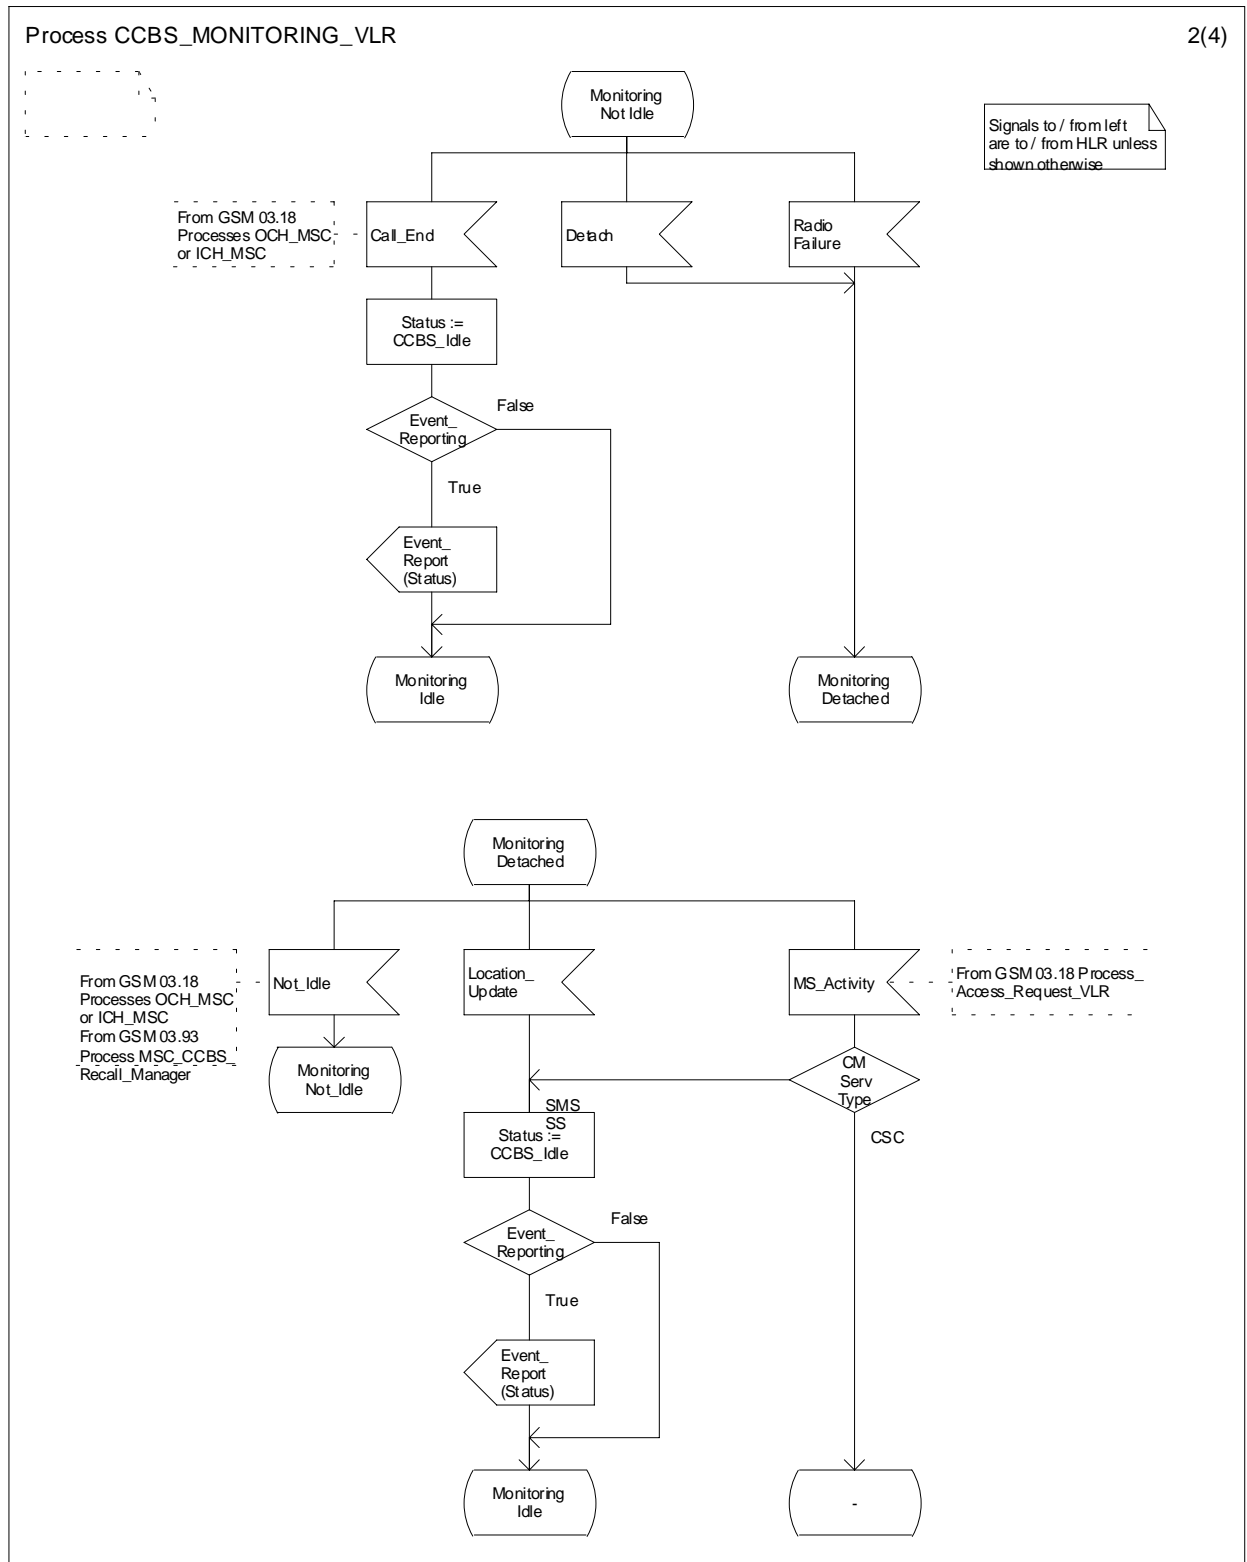 Process CCBS_MONITORING_VLR
2(4)
Monitoring
Not Idle
Signals to / from left
are to / from HLR unless
shown otherwise
From GSM 03.18
Processes OCH_MSC
or ICH_MSC
Call_End
Detach
Radio
Failure
Status :=
CCBS_Idle
Event_
Reporting
False
True
Event_
Report
(Status)
Monitoring
Idle
Monitoring
Detached
Monitoring
Detached
From GSM 03.18
Processes OCH_MSC
or ICH_MSC
From GSM 03.93
Process MSC_CCBS_
Recall_Manager
Not_Idle
Location_
Update
MS_Activity
From GSM 03.18 Process_
Access_Request_VLR
Monitoring
Not_Idle
CM
Serv
Type
SMS
SS
CSC
Status :=
CCBS_Idle
Event_
Reporting
False
True
Event_
Report
(Status)
Monitoring
Idle
-